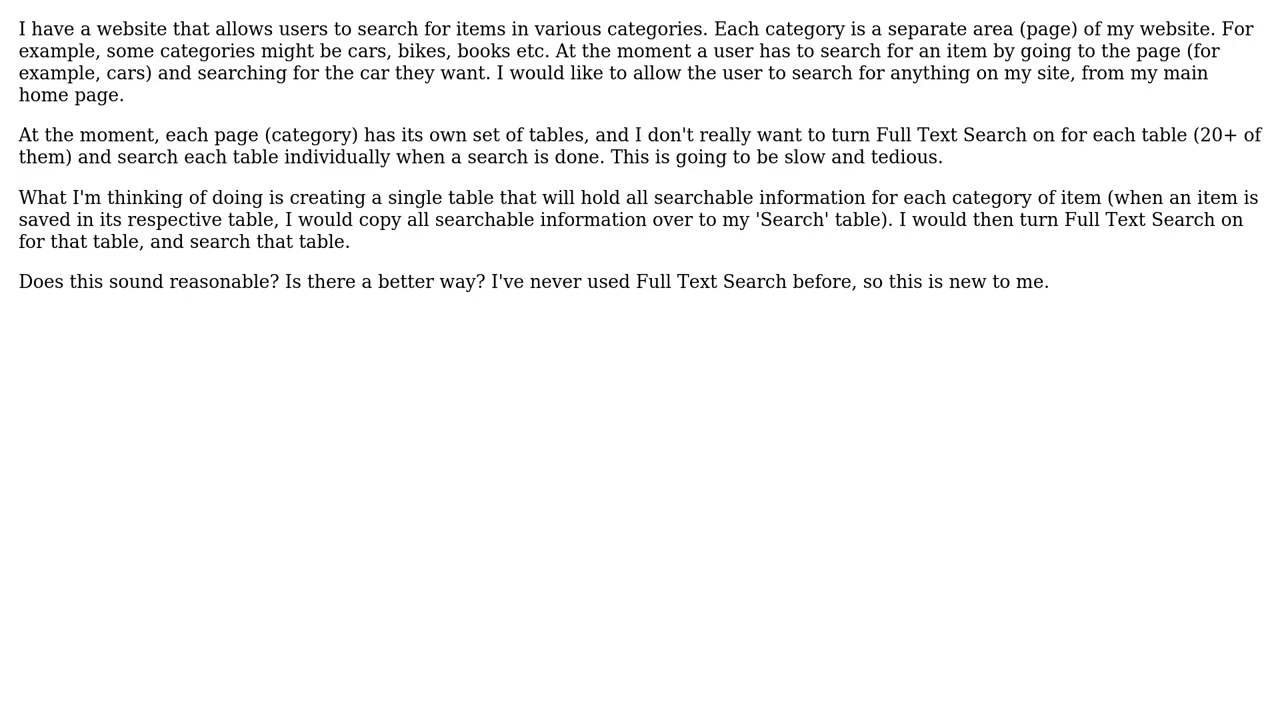 I have a website that allows users to search for items in various categories. Each category is a separate area (page) of my website. For
example, some categories might be cars, bikes, books etc. At the moment a user has to search for an item by going to the page (for
example, cars) and searching for the car they want. I would like to allow the user to search for anything on my site, from my main
home page.
At the moment, each page (category) has its own set of tables, and I don't really want to turn Full Text Search on for each table (20+ of
them) and search each table individually when a search is done. This is going to be slow and tedious.
What I'm thinking of doing is creating a single table that will hold all searchable information for each category of item (when an item is
saved in its respective table, I would copy all searchable information over to my 'Search' table). I would then turn Full Text Search on
for that table, and search that table.
Does this sound reasonable? Is there a better way? I've never used Full Text Search before, so this is new to me.